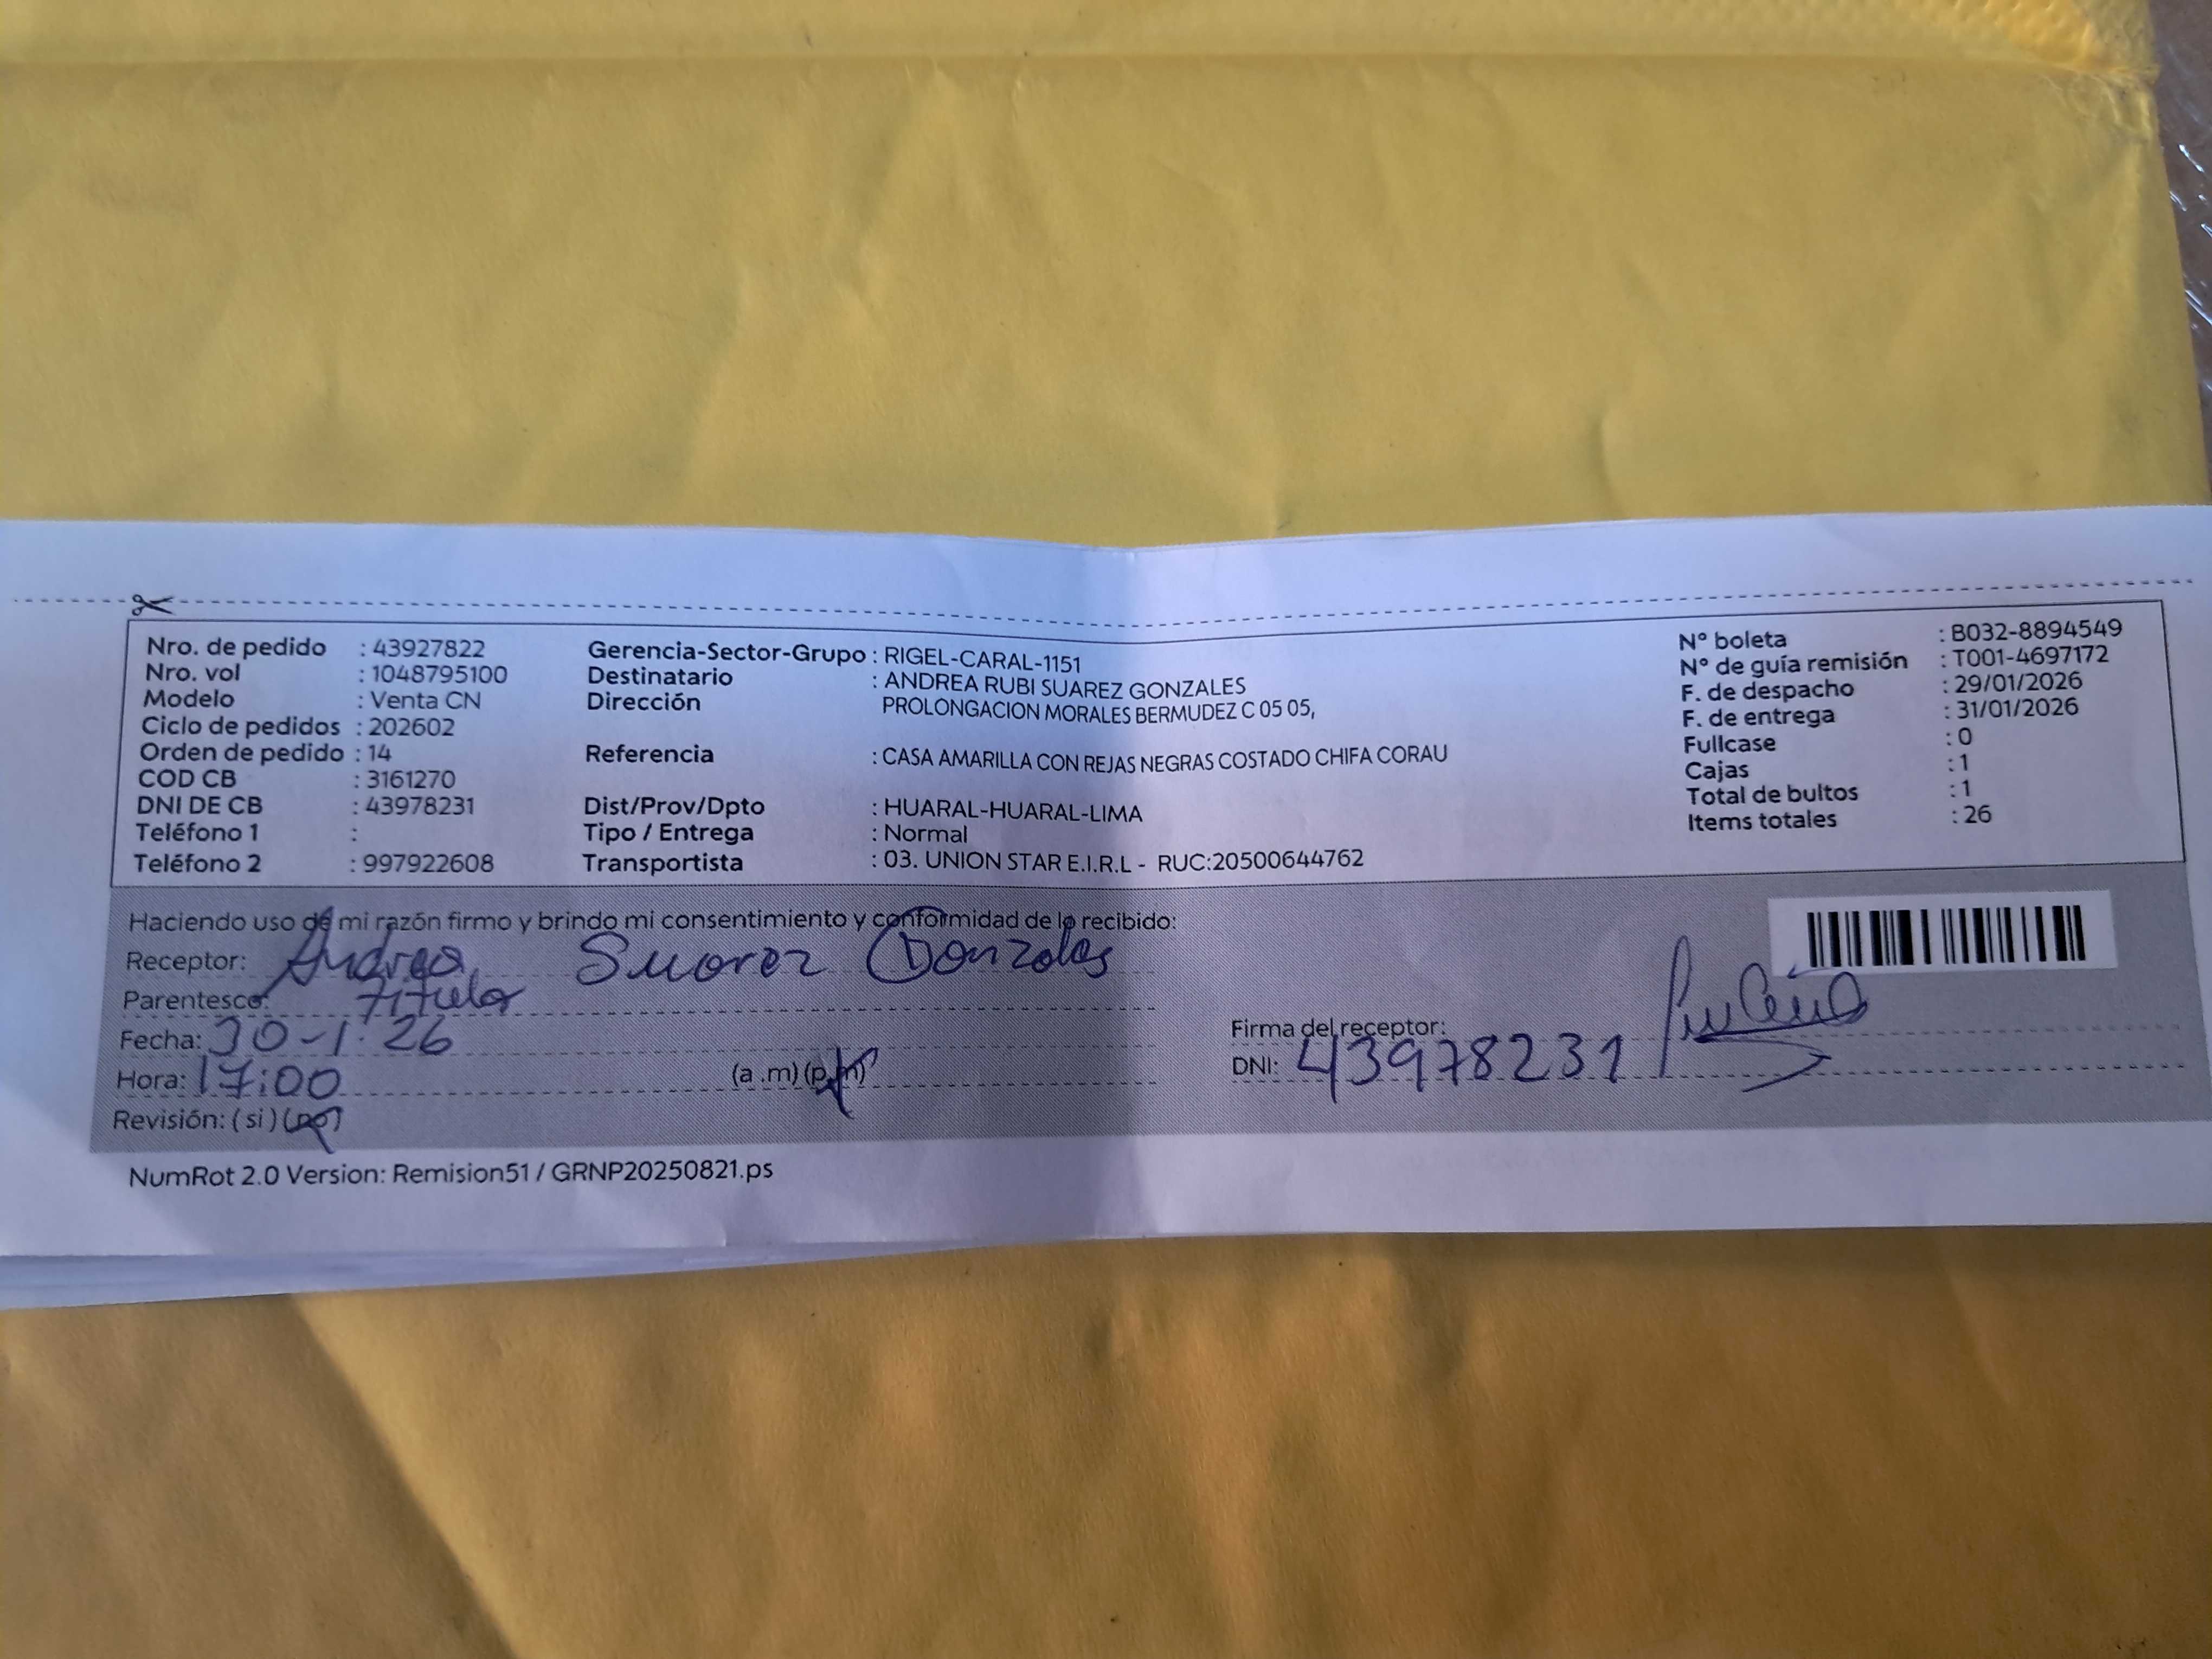 Nro. de pedido : 43927822
Nro. vol : 1048795100
Modelo : Venta CN
Ciclo de pedidos : 202602
Orden de pedido : 14
COD CB : 3161270
DNI DE CB : 43978231
Teléfono 1 :
Teléfono 2 : 997922608
Gerencia-Sector-Grupo : RIGEL-CARAL-1151
Destinatario : ANDREA RUBI SUAREZ GONZALES
Dirección PROLONGACION MORALES BERMUDEZ C 05 05,
Referencia : CASA AMARILLA CON REJAS NEGRAS COSTADO CHIFA CORAU
Dist/Prov/Dpto : HUARAL-HUARAL-LIMA
Tipo / Entrega : Normal
Transportista : 03. UNION STAR E.I.R.L - RUC:20500644762
N° boleta : B032-8894549
N° de guía remisión : T001-4697172
F. de despacho : 29/01/2026
F. de entrega : 31/01/2026
Fullcase : 0
Cajas : 1
Total de bultos : 1
Items totales : 26
Haciendo uso de mi razón firmo y brindo mi consentimiento y conformidad de lo recibido:
Receptor: Andrea Suarez Gonzales
Parentesco: titular
Fecha: 30-1-26
Hora: 17:00 (a .m) (p.m)
Revisión: ( si ) (no)
Firma del receptor:
DNI: 43978231
NumRot 2.0 Version: Remision51 / GRNP20250821.ps